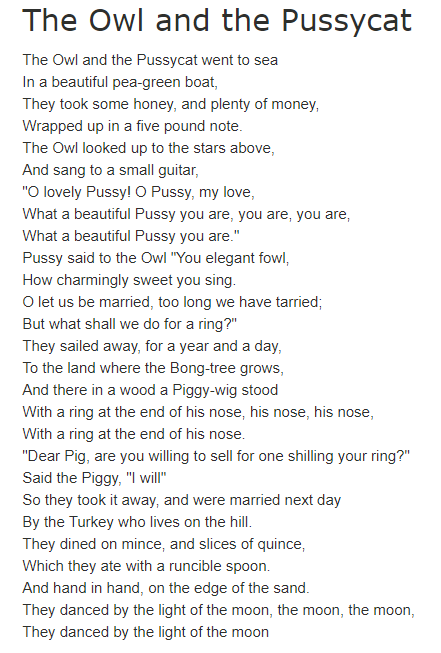 The Owl and the Pussycat
The Owl and the Pussycat went to sea
In a beautiful pea-green boat,
They took some honey, and plenty of money,
Wrapped up in a five pound note.
The Owl looked up to the stars above,
And sang to a small guitar,
"O lovely Pussy! O Pussy, my love,
What a beautiful Pussy you are, you are, you are,
What a beautiful Pussy you are."
Pussy said to the Owl "You elegant fowl,
How charmingly sweet you sing.
O let us be married, too long we have tarried;
But what shall we do for a ring?"
They sailed away, for a year and a day,
To the land where the Bong-tree grows,
And there in a wood a Piggy-wig stood
With a ring at the end of his nose, his nose, his nose,
With a ring at the end of his nose.
"Dear Pig, are you willing to sell for one shilling your ring?"
Said the Piggy, "I will"
So they took it away, and were married next day
By the Turkey who lives on the hill.
They dined on mince, and slices of quince,
Which they ate with a runcible spoon.
And hand in hand, on the edge of the sand.
They danced by the light of the moon, the moon, the moon,
They danced by the light of the moon